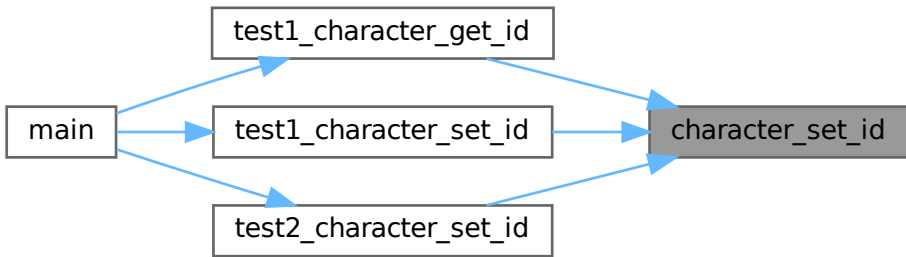 test1_character_get_id
main
test1_character_set_id
character_set_id
test2_character_set_id